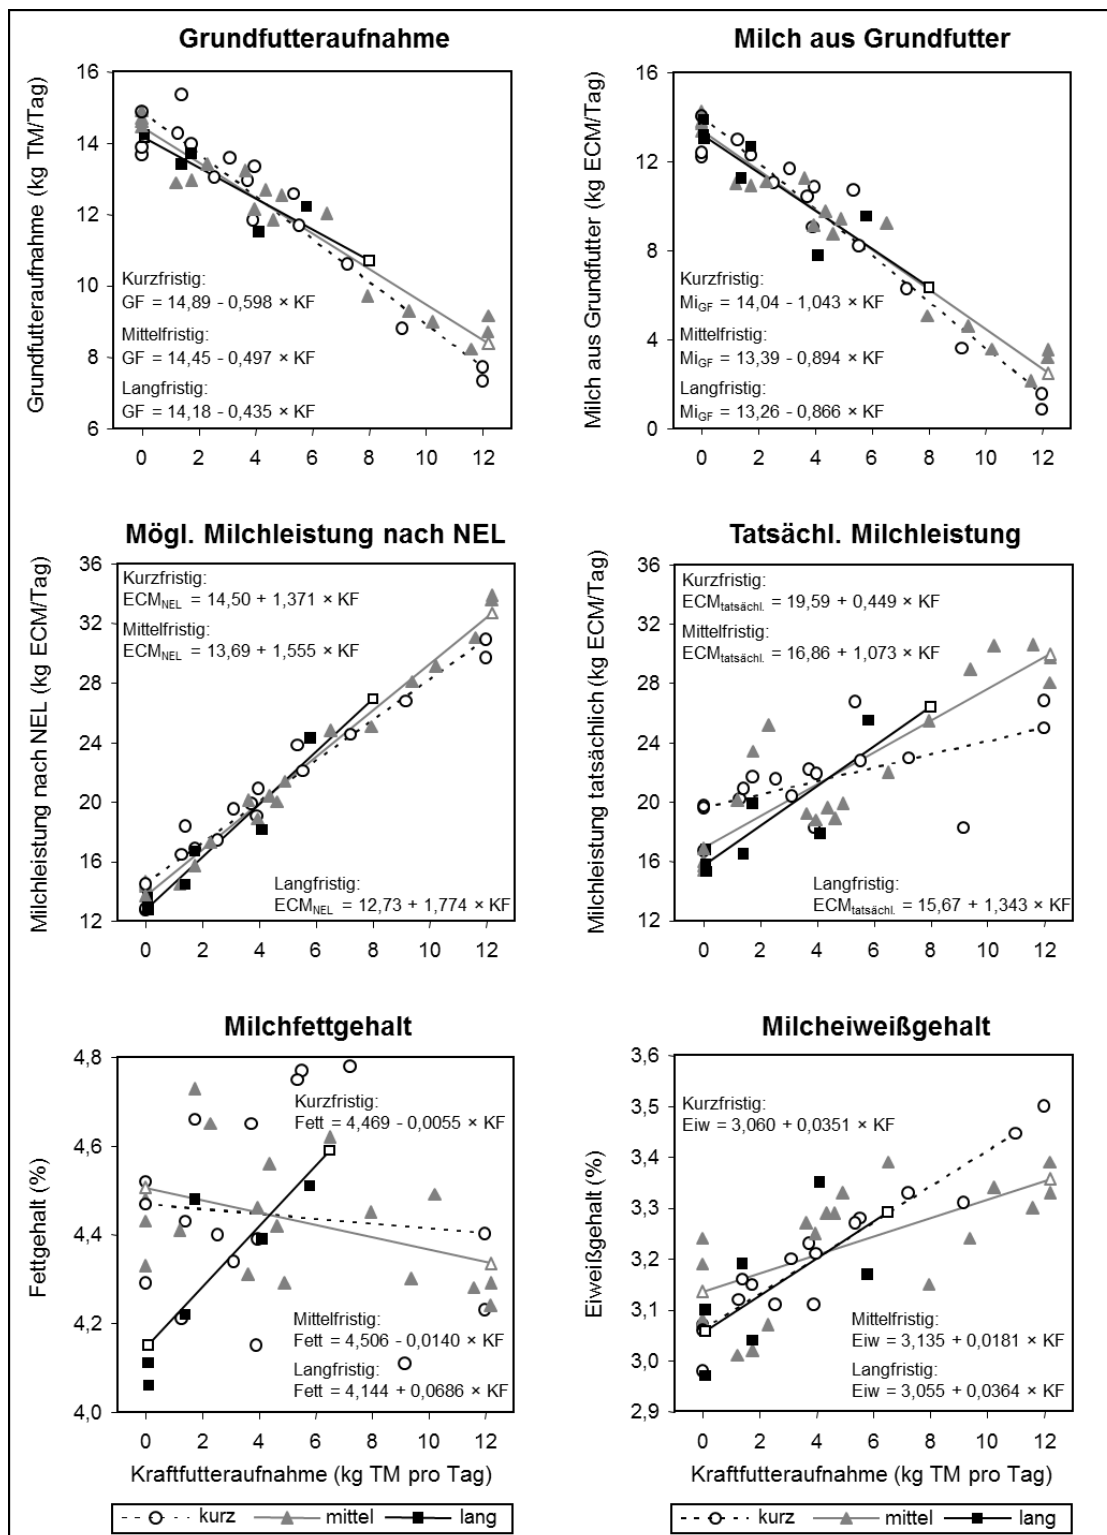 Grundfutteraufnahme
Grundfutteraufnahme (kg TM/Tag)
16
14
12
10
8
6
Kurzfristig:
GF = 14,89 - 0,598 × KF
Mittelfristig:
GF = 14,45 - 0,497 × KF
Langfristig:
GF = 14,18 - 0,435 × KF
0 2 4 6 8 10 12
Milch aus Grundfutter
Milch aus Grundfutter (kg ECM/Tag)
16
12
8
4
0
Kurzfristig:
Mi_GF = 14,04 - 1,043 × KF
Mittelfristig:
Mi_GF = 13,39 - 0,894 × KF
Langfristig:
Mi_GF = 13,26 - 0,866 × KF
0 2 4 6 8 10 12
Mögl. Milchleistung nach NEL
Milchleistung nach NEL (kg ECM/Tag)
36
32
28
24
20
16
12
Kurzfristig:
ECM_NEL = 14,50 + 1,371 × KF
Mittelfristig:
ECM_NEL = 13,69 + 1,555 × KF
Langfristig:
ECM_NEL = 12,73 + 1,774 × KF
0 2 4 6 8 10 12
Tatsächl. Milchleistung
Milchleistung tatsächlich (kg ECM/Tag)
36
32
28
24
20
16
12
Kurzfristig:
ECM_tatsächl. = 19,59 + 0,449 × KF
Mittelfristig:
ECM_tatsächl. = 16,86 + 1,073 × KF
Langfristig:
ECM_tatsächl. = 15,67 + 1,343 × KF
0 2 4 6 8 10 12
Milchfettgehalt
Fettgehalt (%)
4,8
4,6
4,4
4,2
4,0
Kurzfristig:
Fett = 4,469 - 0,0055 × KF
Mittelfristig:
Fett = 4,506 - 0,0140 × KF
Langfristig:
Fett = 4,144 + 0,0686 × KF
0 2 4 6 8 10 12
Kraftfutteraufnahme (kg TM pro Tag)
kurz mittel lang
Milcheiweißgehalt
Eiweißgehalt (%)
3,6
3,5
3,4
3,3
3,2
3,1
3,0
2,9
Kurzfristig:
Eiw = 3,060 + 0,0351 × KF
Mittelfristig:
Eiw = 3,135 + 0,0181 × KF
Langfristig:
Eiw = 3,055 + 0,0364 × KF
0 2 4 6 8 10 12
Kraftfutteraufnahme (kg TM pro Tag)
kurz mittel lang